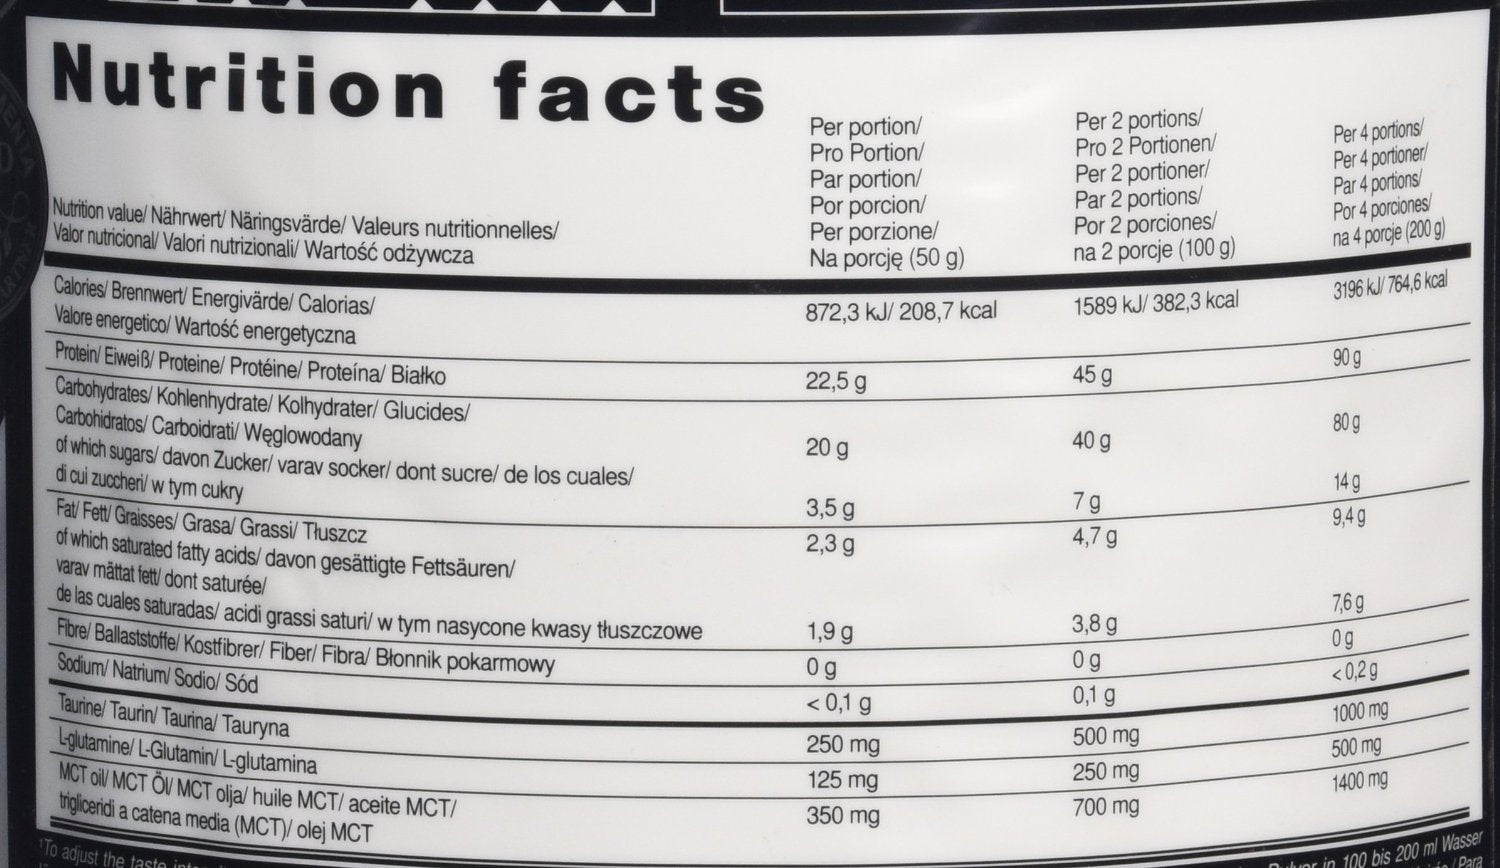 Nutrition facts
Per portion/
Pro Portion/
Par portion/
Por porcion/
Per porzione/
Na porcję (50 g)
Per 2 portions/
Pro 2 Portionen/
Per 2 portioner/
Par 2 portions/
Por 2 porciones/
na 2 porcje (100 g)
Per 4 portions/
Per 4 portioner/
Par 4 portions/
Por 4 porciones/
na 4 porcje (200 g)
Nutrition value/ Nährwert/ Näringsvärde/ Valeurs nutritionnelles/
Valor nutricional/ Valori nutrizionali/ Wartość odżywcza
Calories/ Brennwert/ Energivärde/ Calorias/
Valore energetico/ Wartość energetyczna 872,3 kJ/ 208,7 kcal 1589 kJ/ 382,3 kcal 3196 kJ/ 764,6 kcal
Protein/ Eiweiß/ Proteine/ Protéine/ Proteína/ Białko 22,5 g 45 g 90 g
Carbohydrates/ Kohlenhydrate/ Kolhydrater/ Glucides/
Carbohidratos/ Carboidrati/ Węglowodany 20 g 40 g 80 g
of which sugars/ davon Zucker/ varav socker/ dont sucre/ de los cuales/
di cui zuccheri/ w tym cukry 3,5 g 7 g 14 g
Fat/ Fett/ Graisses/ Grasa/ Grassi/ Tłuszcz 2,3 g 4,7 g 9,4 g
of which saturated fatty acids/ davon gesättigte Fettsäuren/
varav mättat fett/ dont saturée/
de las cuales saturadas/ acidi grassi saturi/ w tym nasycone kwasy tłuszczowe 1,9 g 3,8 g 7,6 g
Fibre/ Ballaststoffe/ Kostfibrer/ Fiber/ Fibra/ Błonnik pokarmowy 0 g 0 g 0 g
Sodium/ Natrium/ Sodio/ Sód < 0,1 g 0,1 g < 0,2 g
Taurine/ Taurin/ Taurina/ Tauryna 250 mg 500 mg 1000 mg
L-glutamine/ L-Glutamin/ L-glutamina 125 mg 250 mg 500 mg
MCT oil/ MCT Öl/ MCT olja/ huile MCT/ aceite MCT/
trigliceridi a catena media (MCT)/ olej MCT 350 mg 700 mg 1400 mg
To adjust the taste
in 100 bis 200 ml Wasser